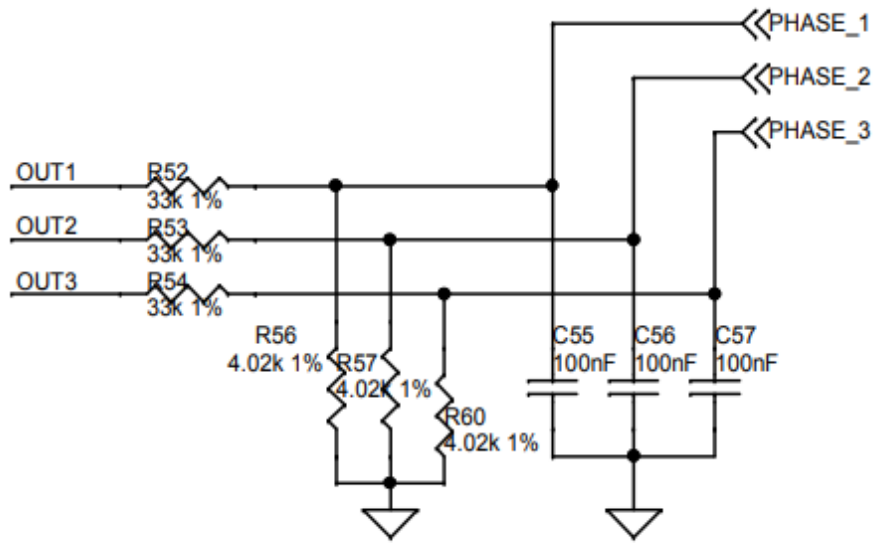 PHASE_1
PHASE_2
PHASE_3
OUT1
R52
33k 1%
OUT2
R53
33k 1%
OUT3
R54
33k 1%
R56
4.02k 1%
R57
4.02k 1%
R60
4.02k 1%
C55
100nF
C56
100nF
C57
100nF